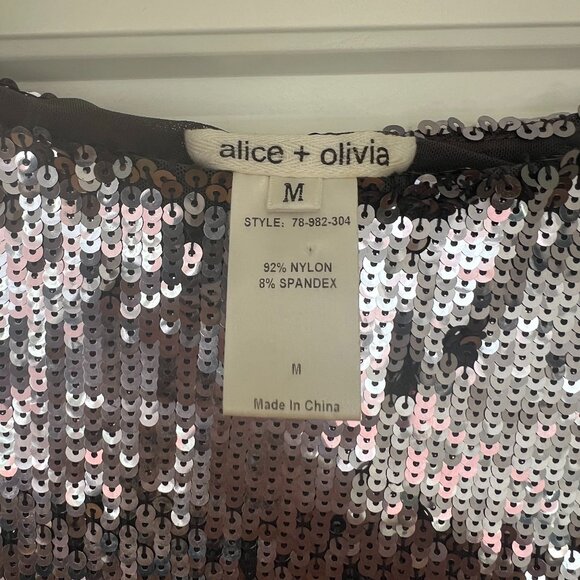 alice + olivia
M
STYLE: 78-982-304
92% NYLON
8% SPANDEX
M
Made In China